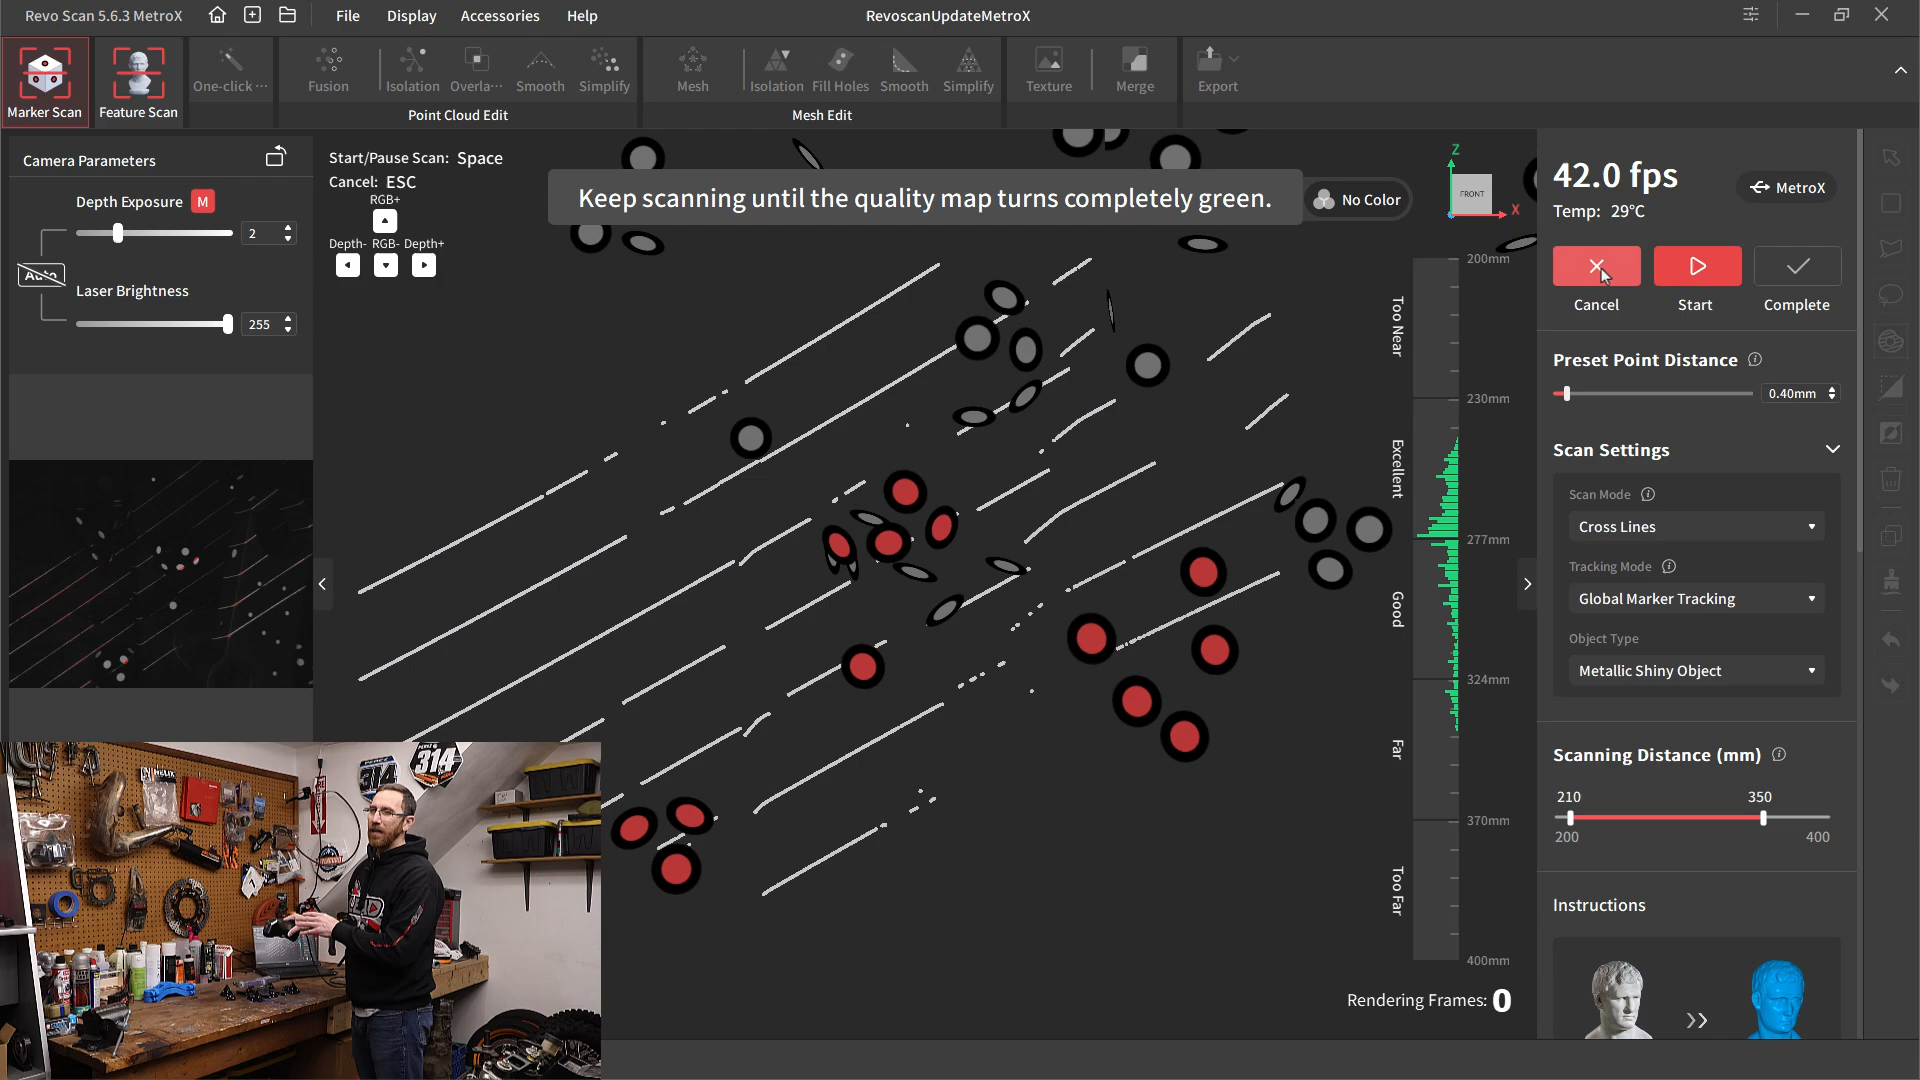 Revo Scan 5.6.3 MetroX
File Display Accessories Help
RevoscanUpdateMetroX
Marker Scan
Feature Scan
One-click ···
Fusion
Isolation
Overla···
Smooth
Simplify
Point Cloud Edit
Mesh
Isolation
Fill Holes
Smooth
Simplify
Mesh Edit
Texture
Merge
Export
Camera Parameters
Depth Exposure M
2
Auto
Laser Brightness
255
Start/Pause Scan: Space
Cancel: ESC
RGB+
Depth- RGB- Depth+
Keep scanning until the quality map turns completely green.
No Color
Z
FRONT
X
200mm
Too Near
230mm
Excellent
277mm
Good
324mm
Far
370mm
Too Far
400mm
Rendering Frames: 0
42.0 fps
MetroX
Temp: 29°C
Cancel
Start
Complete
Preset Point Distance
0.40mm
Scan Settings
Scan Mode
Cross Lines
Tracking Mode
Global Marker Tracking
Object Type
Metallic Shiny Object
Scanning Distance (mm)
210 350
200 400
Instructions
314
314
HELIX